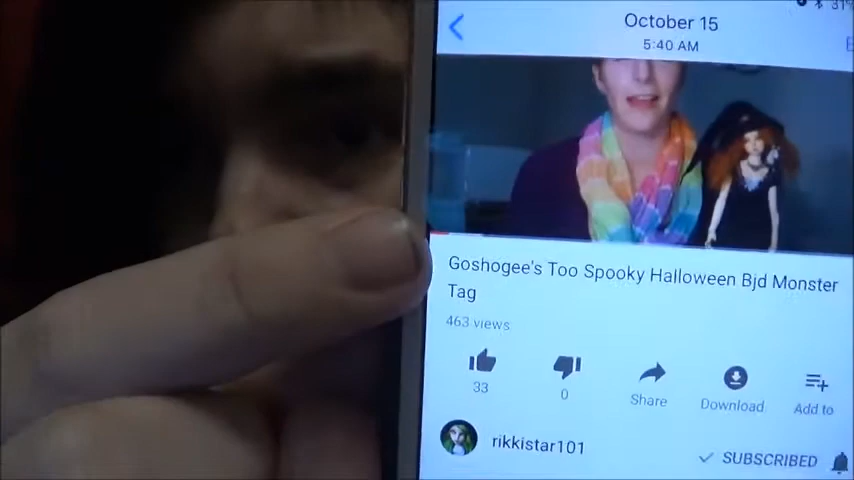 31%
October 15
5:40 AM
Goshogee's Too Spooky Halloween Bjd Monster
Tag
463 views
33
0
Share
Download
Add to
rikkistar101
SUBSCRIBED